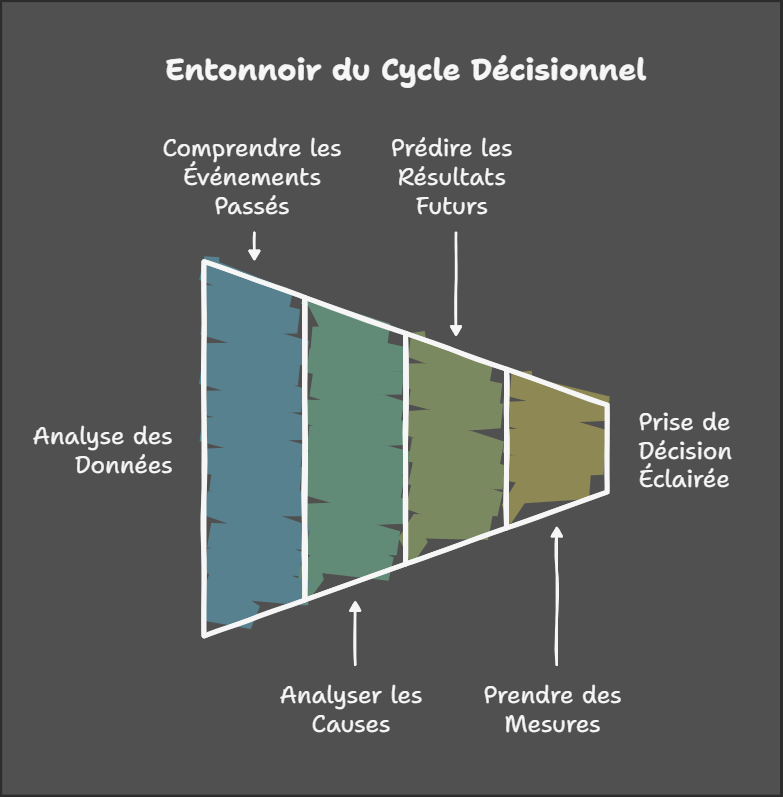 Entonnoir du Cycle Décisionnel
Comprendre les
Événements
Passés
Prédire les
Résultats
Futurs
Analyse des
Données
Prise de
Décision
Éclairée
Analyser les
Causes
Prendre des
Mesures